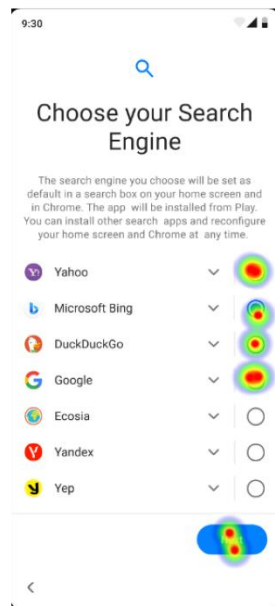 9:30
Choose your Search
Engine
The search engine you choose will be set as
default in a search box on your home screen and
in Chrome. The app will be installed from Play.
You can install other search apps and reconfigure
your home screen and Chrome at any time.
Yahoo
Microsoft Bing
DuckDuckGo
Google
Ecosia
Yandex
Yep